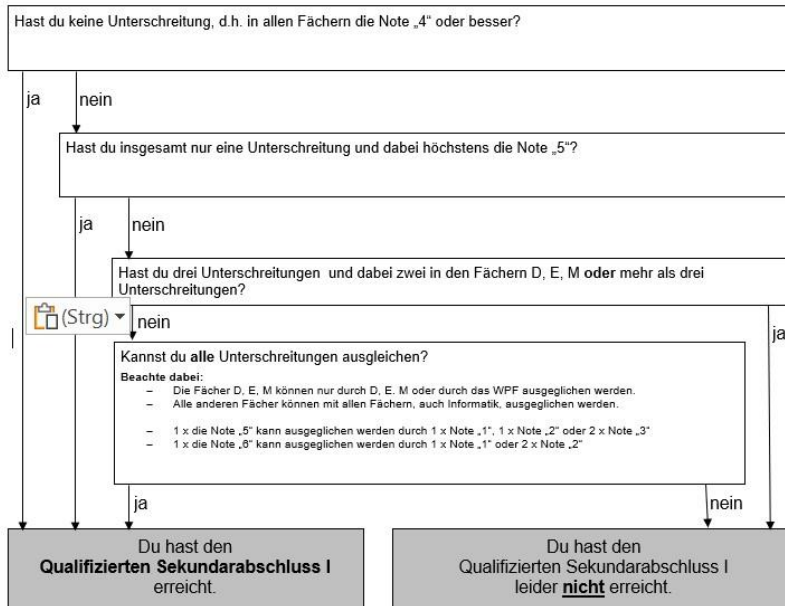 Hast du keine Unterschreitung, d.h. in allen Fächern die Note „4“ oder besser?
ja
nein
Hast du insgesamt nur eine Unterschreitung und dabei höchstens die Note „5“?
ja
nein
Hast du drei Unterschreitungen und dabei zwei in den Fächern D, E, M oder mehr als drei
Unterschreitungen?
(Strg)
nein
ja
Kannst du alle Unterschreitungen ausgleichen?
Beachte dabei:
– Die Fächer D, E, M können nur durch D, E. M oder durch das WPF ausgeglichen werden.
– Alle anderen Fächer können mit allen Fächern, auch Informatik, ausgeglichen werden.
– 1 x die Note „5“ kann ausgeglichen werden durch 1 x Note „1“, 1 x Note „2“ oder 2 x Note „3“
– 1 x die Note „6“ kann ausgeglichen werden durch 1 x Note „1“ oder 2 x Note „2“
ja
nein
Du hast den
Qualifizierten Sekundarabschluss I
erreicht.
Du hast den
Qualifizierten Sekundarabschluss I
leider nicht erreicht.